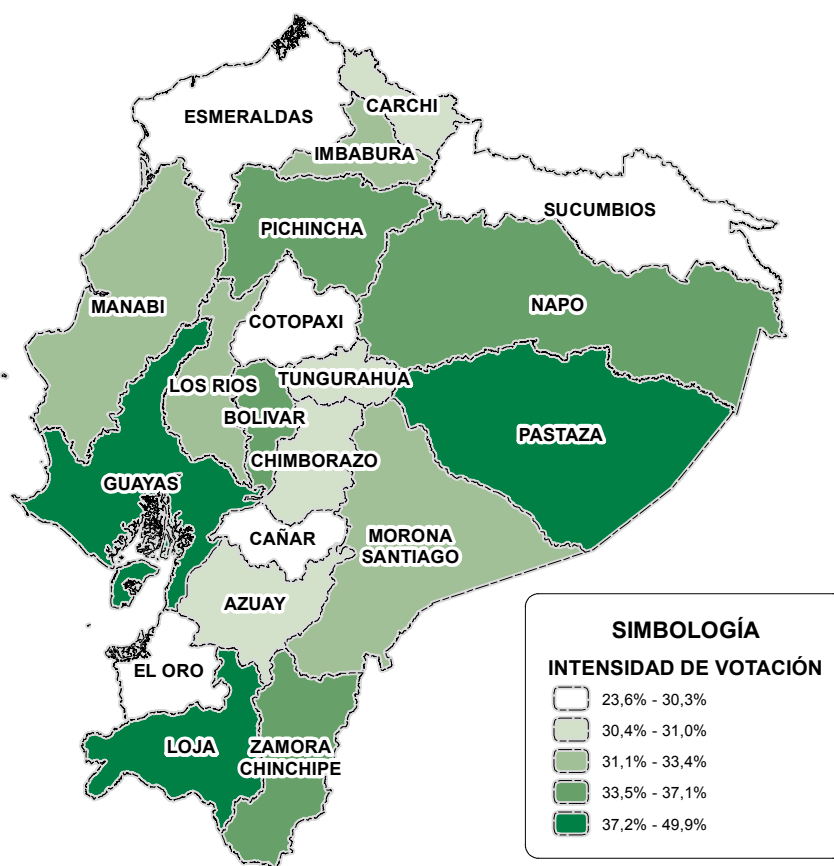 CARCHI
ESMERALDAS
IMBABURA
SUCUMBIOS
PICHINCHA
NAPO
MANABI
COTOPAXI
LOS RIOS
TUNGURAHUA
BOLIVAR
PASTAZA
CHIMBORAZO
GUAYAS
CAÑAR
MORONA
SANTIAGO
AZUAY
EL ORO
LOJA
ZAMORA
CHINCHIPE
SIMBOLOGÍA
INTENSIDAD DE VOTACIÓN
23,6% - 30,3%
30,4% - 31,0%
31,1% - 33,4%
33,5% - 37,1%
37,2% - 49,9%